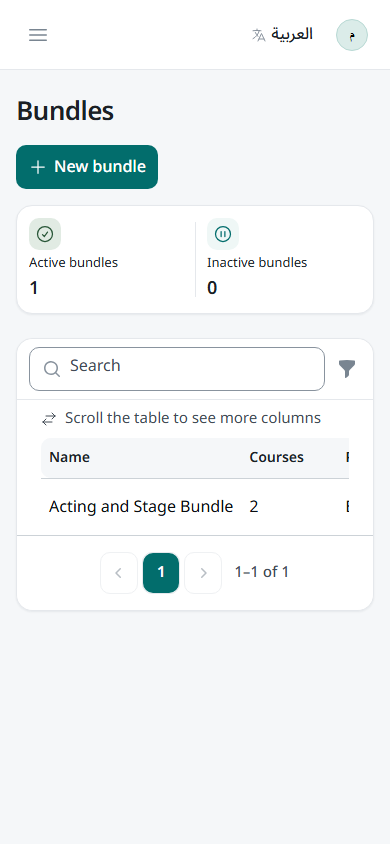 العربية
م
Bundles
New bundle
Active bundles
1
Inactive bundles
0
Search
Scroll the table to see more columns
Name Courses
Acting and Stage Bundle 2
1 1–1 of 1